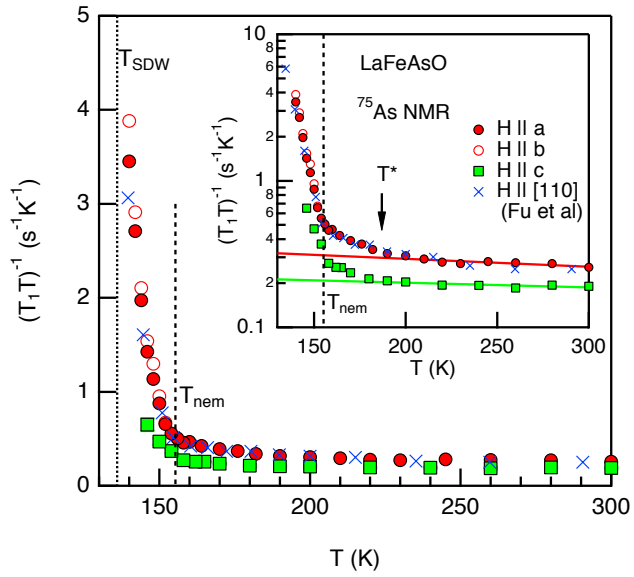 T_SDW
LaFeAsO
⁷⁵As NMR
H || a
H || b
H || c
H || [110]
(Fu et al)
T*
T_nem
(T₁T)⁻¹ (s⁻¹K⁻¹)
8
6
4
2
1
8
6
4
2
0.1
150
200
250
300
T (K)
T_nem
(T₁T)⁻¹ (s⁻¹K⁻¹)
5
4
3
2
1
0
150
200
250
300
T (K)